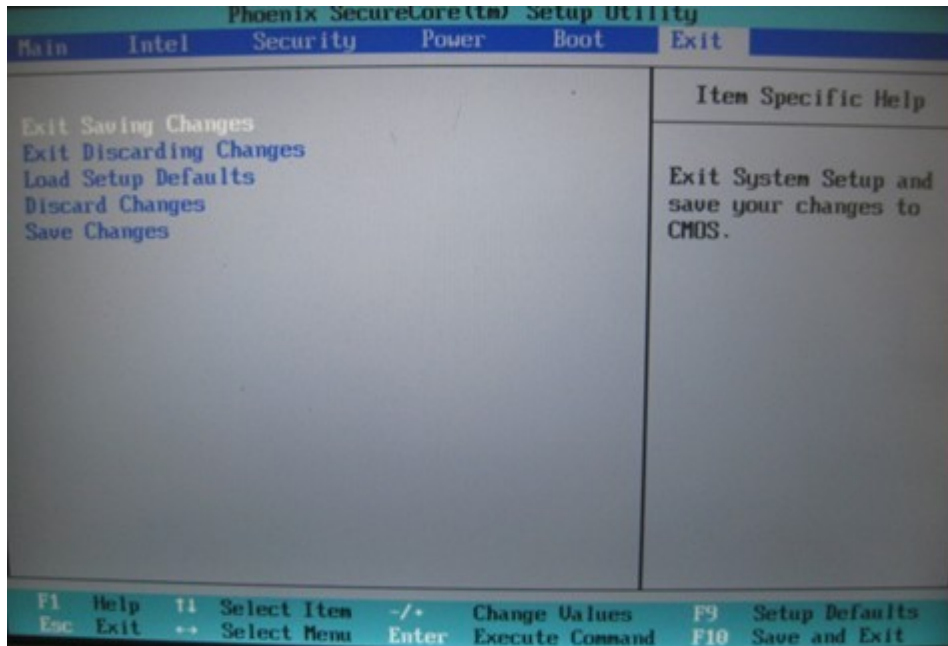 Phoenix SecureCore(tm) Setup Utility
Main Intel Security Power Boot Exit
Item Specific Help
Exit Saving Changes
Exit Discarding Changes
Load Setup Defaults
Discard Changes
Save Changes
Exit System Setup and
save your changes to
CMOS.
F1 Help ↑↓ Select Item -/+ Change Values F9 Setup Defaults
Esc Exit ↔ Select Menu Enter Execute Command F10 Save and Exit